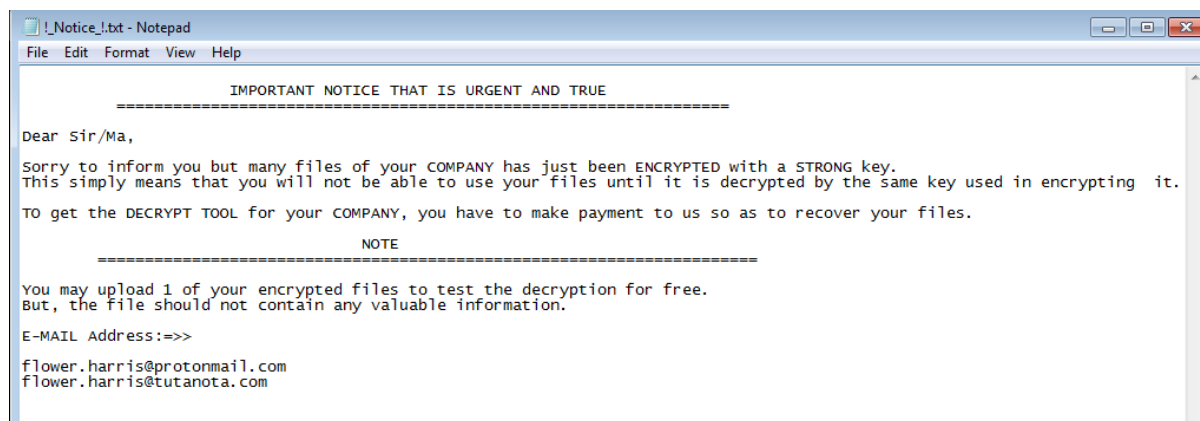 !_Notice_!.txt - Notepad
File Edit Format View Help
IMPORTANT NOTICE THAT IS URGENT AND TRUE
=================================================================
Dear Sir/Ma,
Sorry to inform you but many files of your COMPANY has just been ENCRYPTED with a STRONG key.
This simply means that you will not be able to use your files until it is decrypted by the same key used in encrypting  it.
TO get the DECRYPT TOOL for your COMPANY, you have to make payment to us so as to recover your files.
NOTE
======================================================================
You may upload 1 of your encrypted files to test the decryption for free.
But, the file should not contain any valuable information.
E-MAIL Address:=>>
flower.harris@protonmail.com
flower.harris@tutanota.com